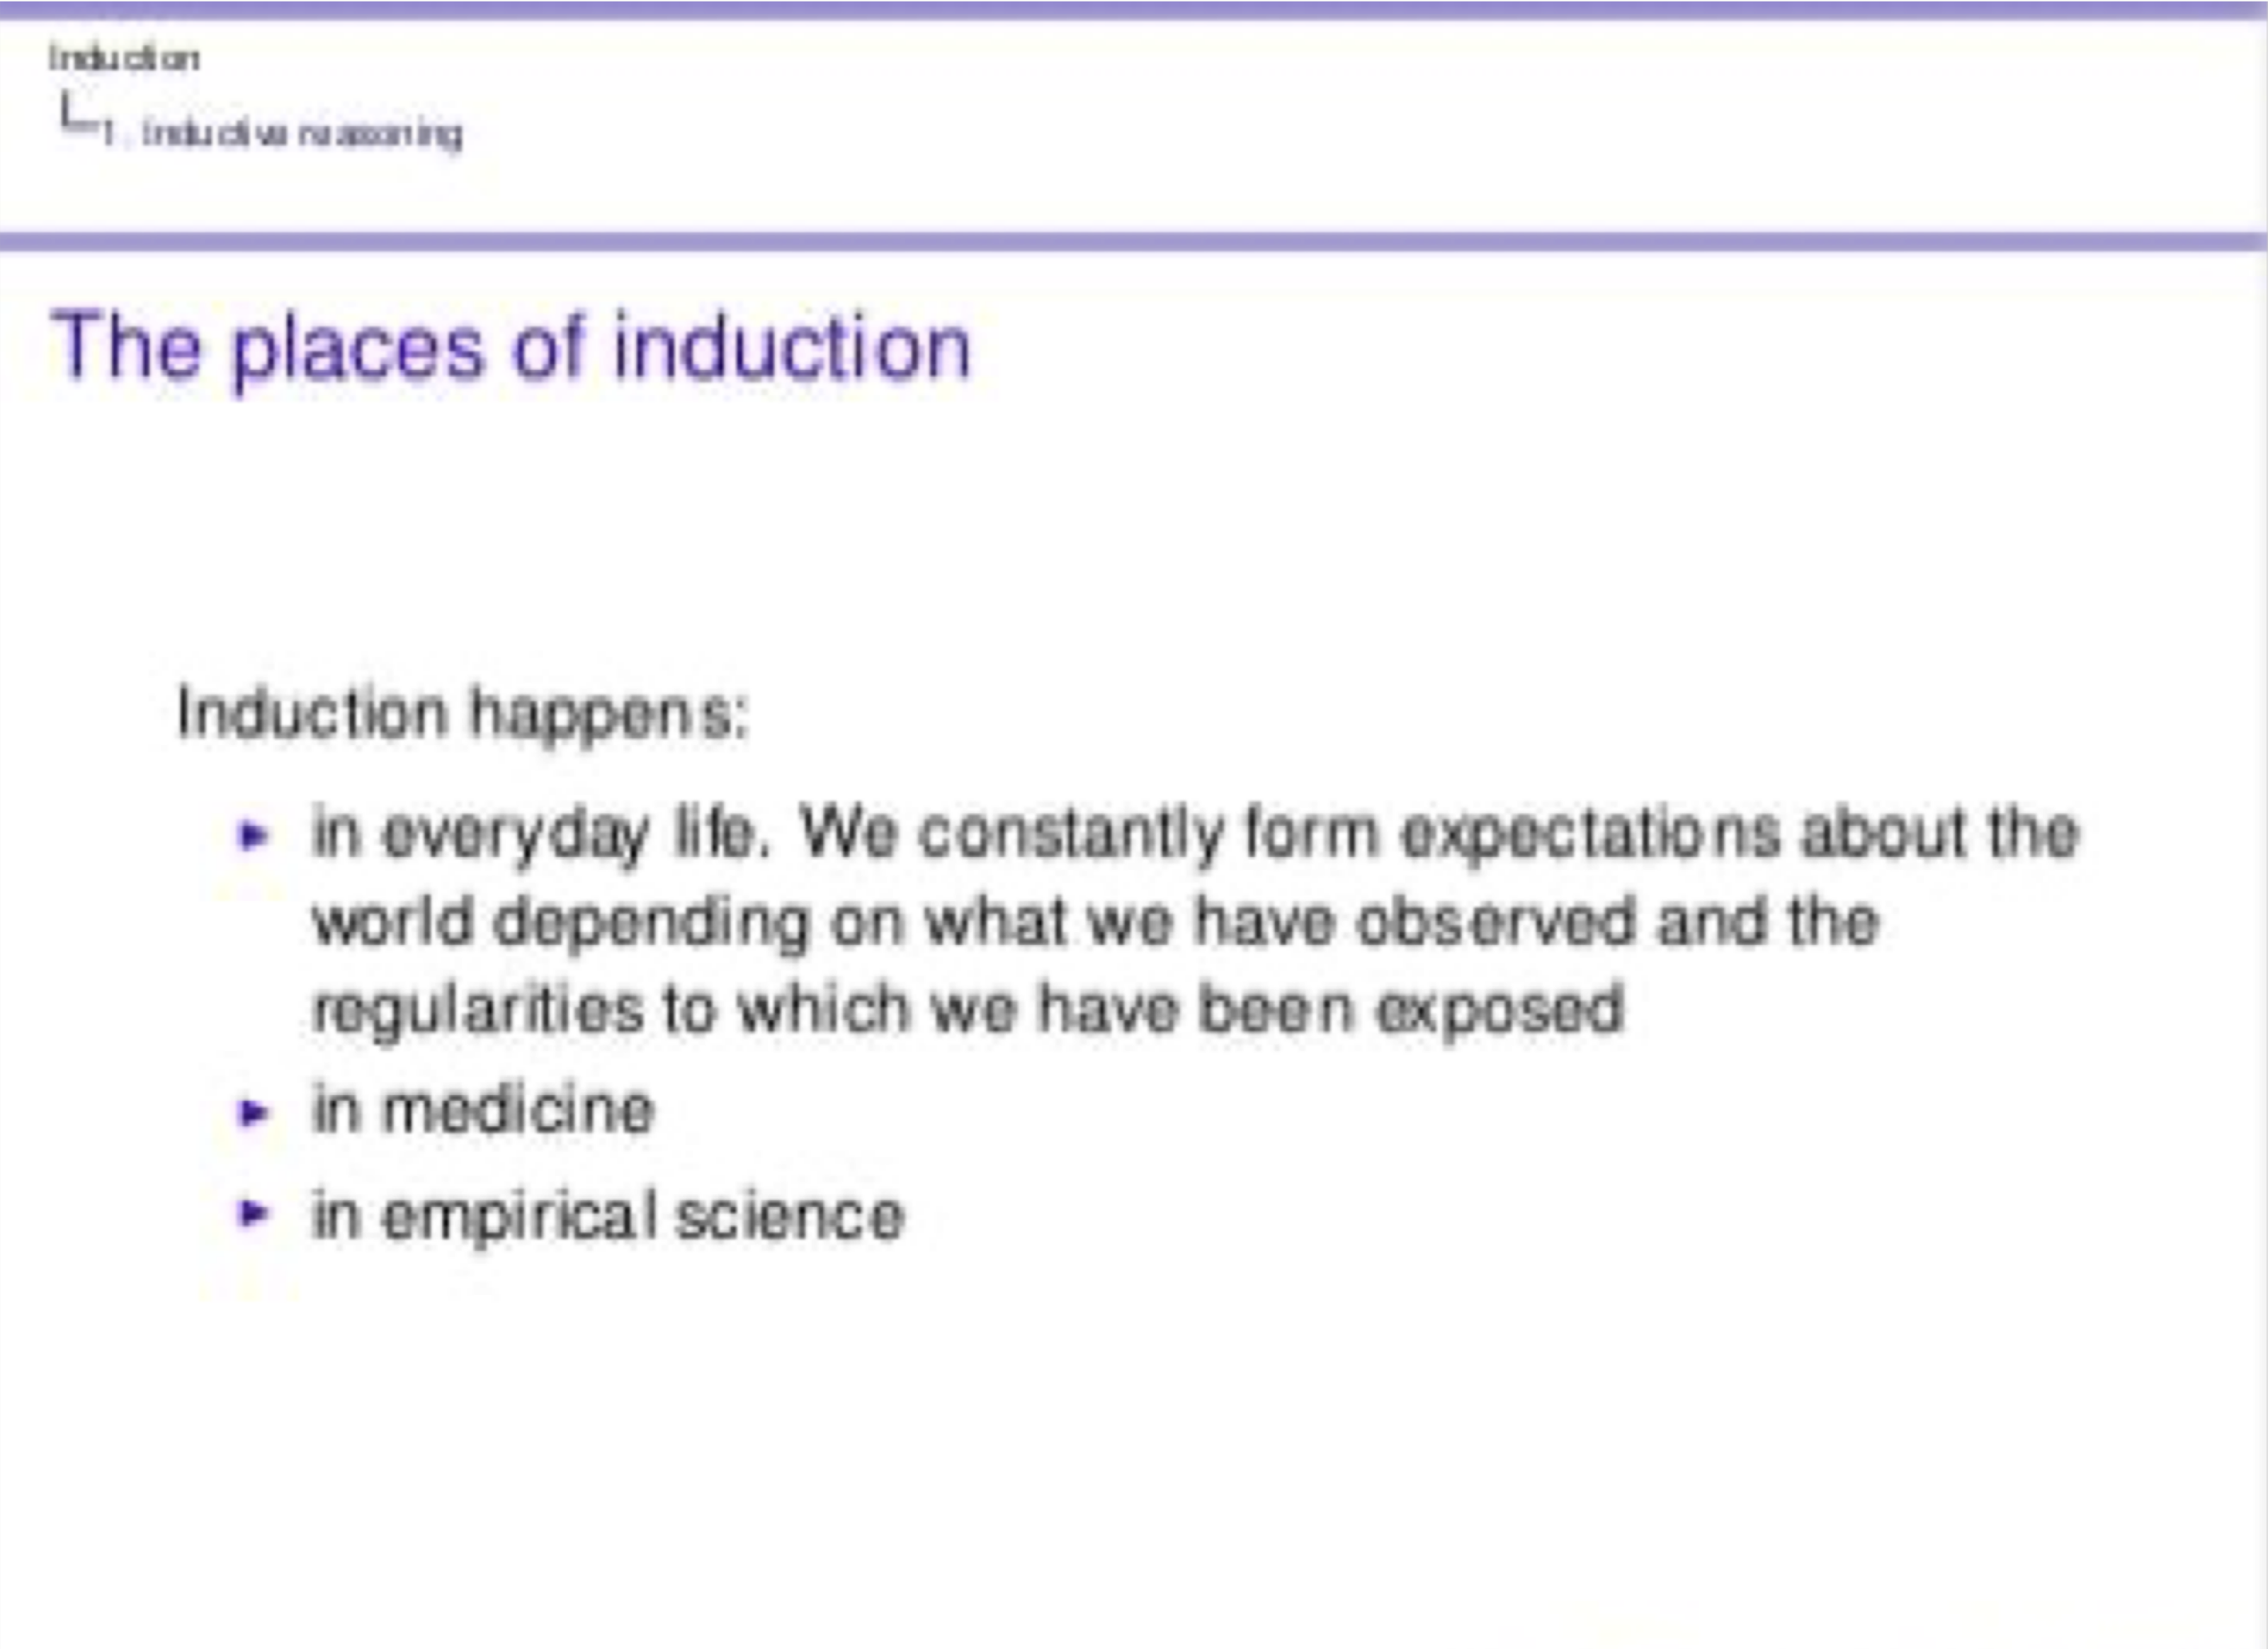 Induction
1. Inductive reasoning
The places of induction
Induction happens:
► in everyday life. We constantly form expectations about the
world depending on what we have observed and the
regularities to which we have been exposed
► in medicine
► in empirical science